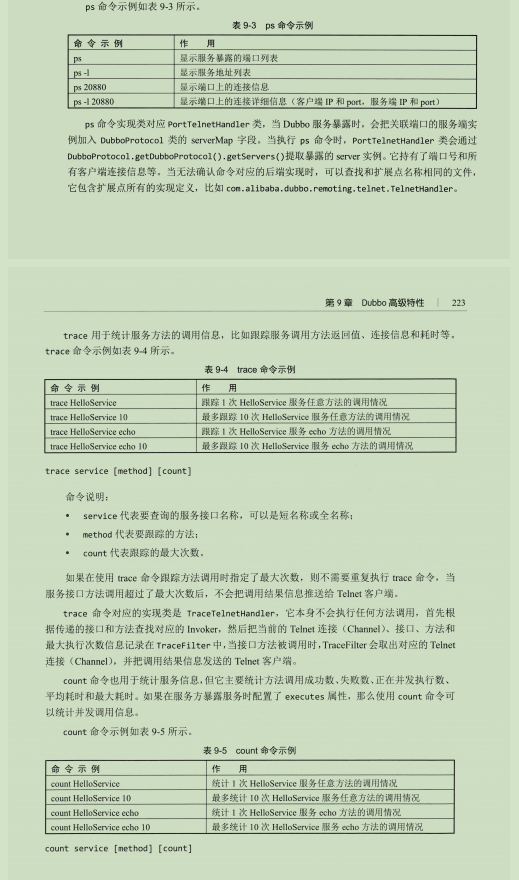 ps 命令示例如表 9-3 所示。
表 9-3 ps 命令示例
命 令 示 例 作 用
ps 显示服务暴露的端口列表
ps -l 显示服务地址列表
ps 20880 显示端口上的连接信息
ps -l 20880 显示端口上的连接详细信息（客户端 IP 和 port，服务端 IP 和 port）
ps 命令实现类对应 PortTelnetHandler 类，当 Dubbo 服务暴露时，会把关联端口的服务端实
例加入 DubboProtocol 类的 serverMap 字段。当执行 ps 命令时，PortTelnetHandler 类会通过
DubboProtocol.getDubboProtocol().getServers()提取暴露的 server 实例。它持有了端口号和所
有客户端连接信息等。当无法确认命令对应的后端实现时，可以查找和扩展点名称相同的文件，
它包含扩展点所有的实现定义，比如 com.alibaba.dubbo.remoting.telnet.TelnetHandler。
第 9 章 Dubbo 高级特性 | 223
trace 用于统计服务方法的调用信息，比如跟踪服务调用方法返回值、连接信息和耗时等。
trace 命令示例如表 9-4 所示。
表 9-4 trace 命令示例
命 令 示 例 作 用
trace HelloService 跟踪 1 次 HelloService 服务任意方法的调用情况
trace HelloService 10 最多跟踪 10 次 HelloService 服务任意方法的调用情况
trace HelloService echo 跟踪 1 次 HelloService 服务 echo 方法的调用情况
trace HelloService echo 10 最多跟踪 10 次 HelloService 服务 echo 方法的调用情况
trace service [method] [count]
命令说明：
• service 代表要查询的服务接口名称，可以是短名称或全名称；
• method 代表要跟踪的方法；
• count 代表跟踪的最大次数。
如果在使用 trace 命令跟踪方法调用时指定了最大次数，则不需要重复执行 trace 命令，当
服务接口方法调用超过了最大次数后，不会把调用结果信息推送给 Telnet 客户端。
trace 命令对应的实现类是 TraceTelnetHandler，它本身不会执行任何方法调用，首先根
据传递的接口和方法查找对应的 Invoker，然后把当前的 Telnet 连接（Channel）、接口、方法和
最大执行次数信息记录在 TraceFilter 中，当接口方法被调用时，TraceFilter 会取出对应的 Telnet
连接（Channel），并把调用结果信息发送的 Telnet 客户端。
count 命令也用于统计服务信息，但它主要统计方法调用成功数、失败数、正在并发执行数、
平均耗时和最大耗时。如果在服务方暴露服务时配置了 executes 属性，那么使用 count 命令可
以统计并发调用信息。
count 命令示例如表 9-5 所示。
表 9-5 count 命令示例
命 令 示 例 作 用
count HelloService 统计 1 次 HelloService 服务任意方法的调用情况
count HelloService 10 最多统计 10 次 HelloService 服务任意方法的调用情况
count HelloService echo 统计 1 次 HelloService 服务 echo 方法的调用情况
count HelloService echo 10 最多统计 10 次 HelloService 服务 echo 方法的调用情况
count service [method] [count]